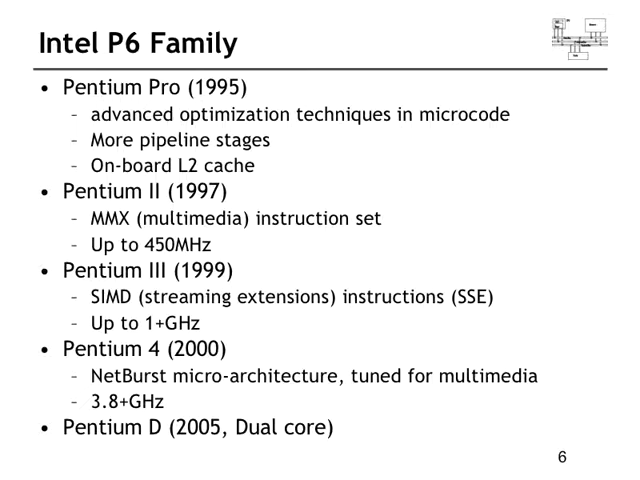 Intel P6 Family
• Pentium Pro (1995)
– advanced optimization techniques in microcode
– More pipeline stages
– On-board L2 cache
• Pentium II (1997)
– MMX (multimedia) instruction set
– Up to 450MHz
• Pentium III (1999)
– SIMD (streaming extensions) instructions (SSE)
– Up to 1+GHz
• Pentium 4 (2000)
– NetBurst micro-architecture, tuned for multimedia
– 3.8+GHz
• Pentium D (2005, Dual core)
6